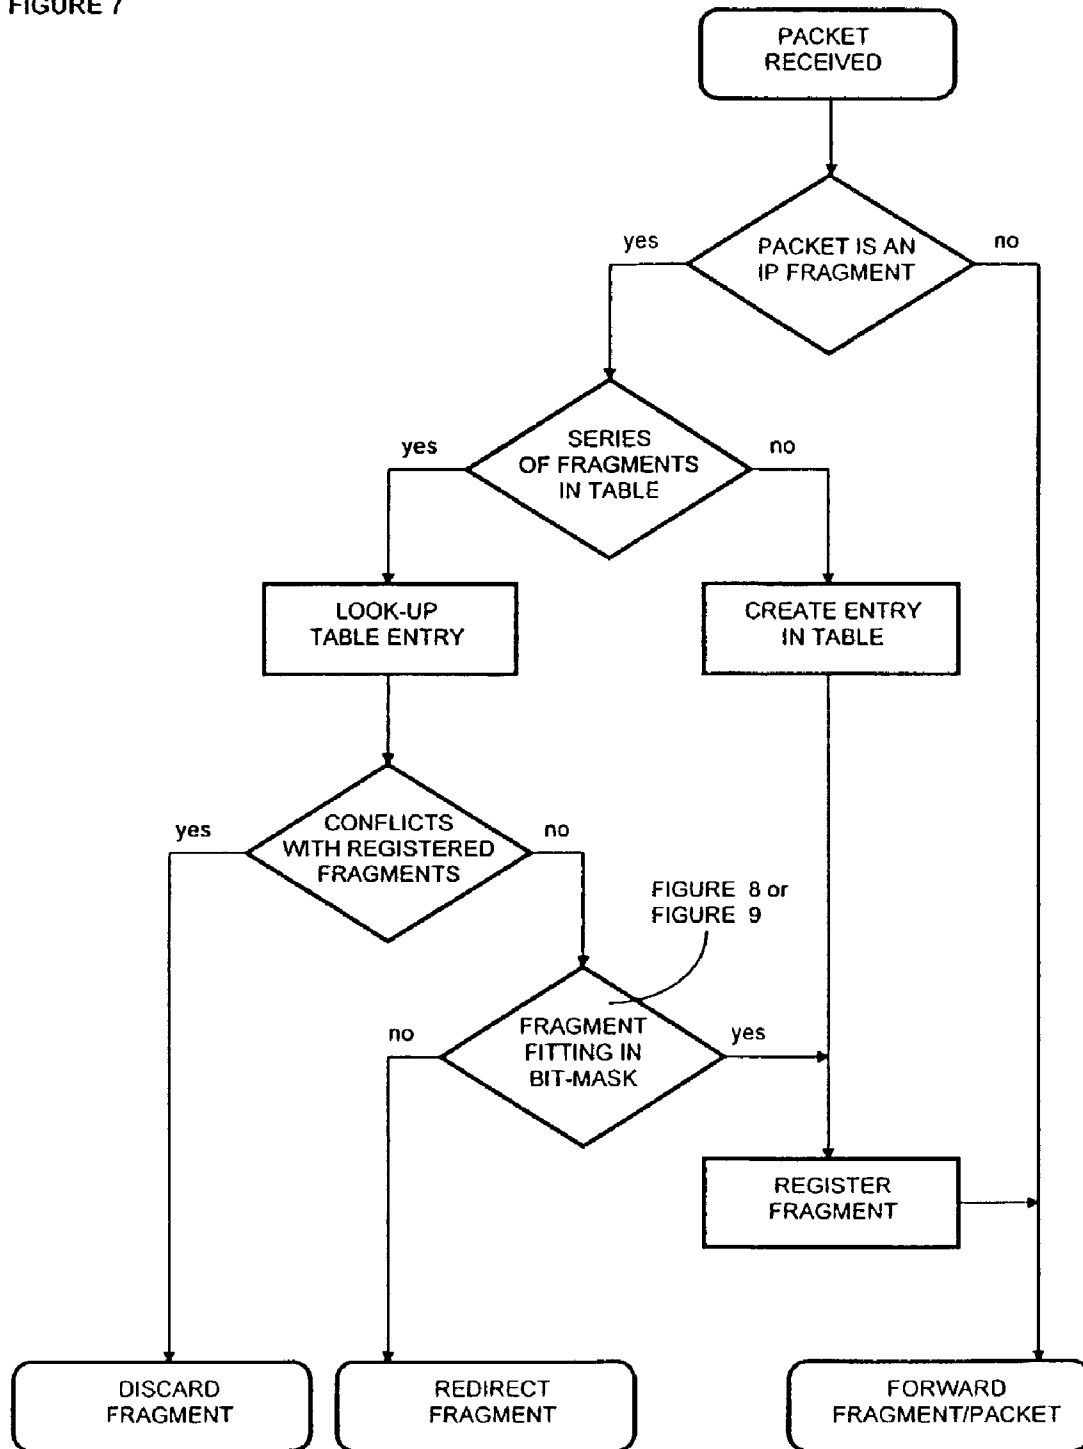 FIGURE 7
PACKET
RECEIVED
PACKET IS AN
IP FRAGMENT
yes
no
SERIES
OF FRAGMENTS
IN TABLE
yes
no
LOOK-UP
TABLE ENTRY
CREATE ENTRY
IN TABLE
CONFLICTS
WITH REGISTERED
FRAGMENTS
yes
no
FIGURE 8 or
FIGURE 9
FRAGMENT
FITTING IN
BIT-MASK
no
yes
REGISTER
FRAGMENT
DISCARD
FRAGMENT
REDIRECT
FRAGMENT
FORWARD
FRAGMENT/PACKET